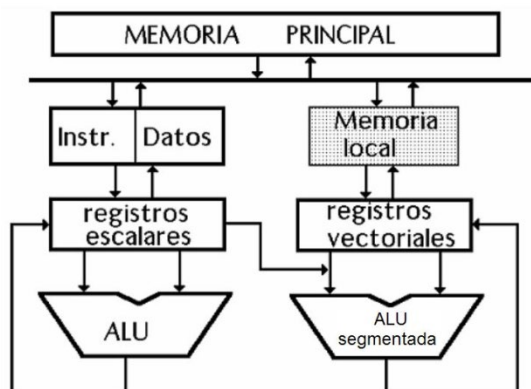 MEMORIA PRINCIPAL
Instr. Datos
Memoria
local
registros
escalares
registros
vectoriales
ALU
ALU
segmentada